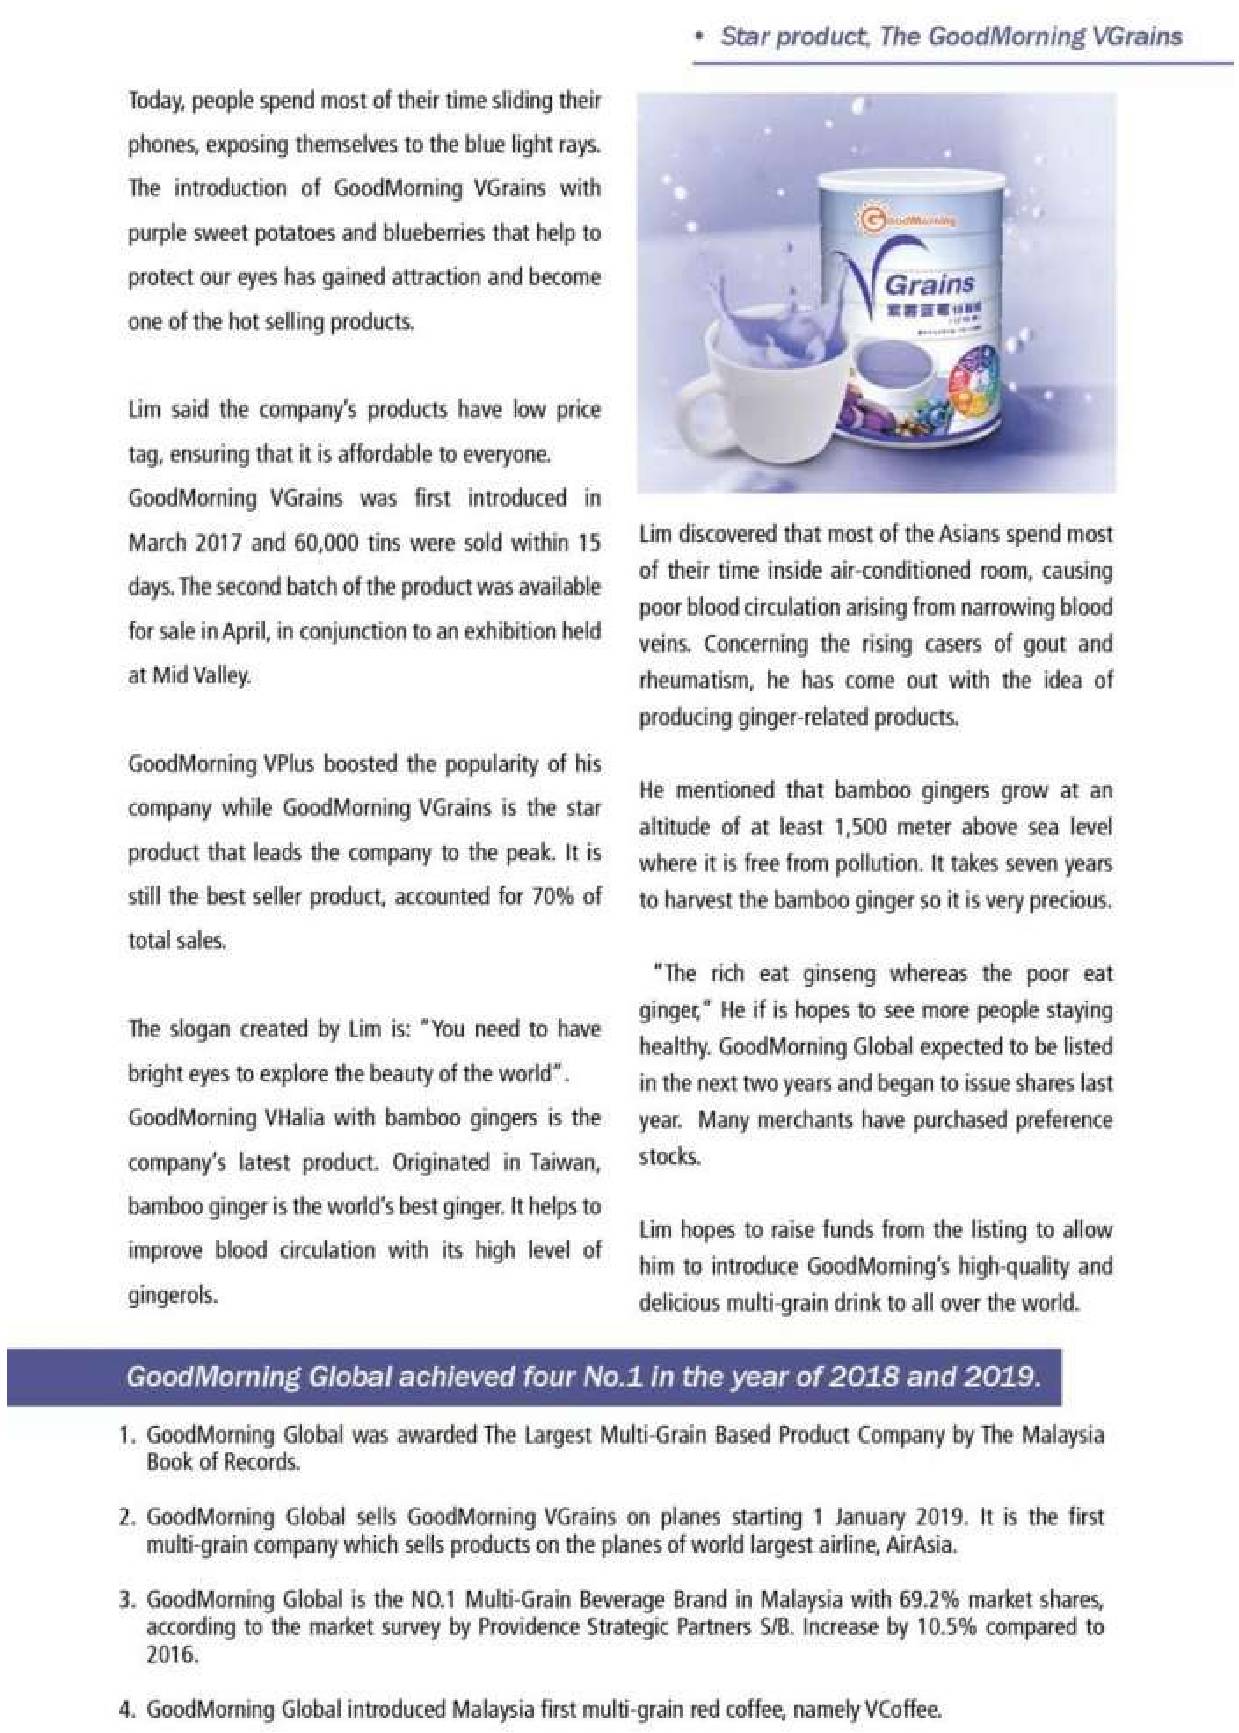 • Star product, The GoodMorning VGrains
Today, people spend most of their time sliding their
phones, exposing themselves to the blue light rays.
The introduction of GoodMorning VGrains with
purple sweet potatoes and blueberries that help to
protect our eyes has gained attraction and become
one of the hot selling products.
Lim said the company's products have low price
tag, ensuring that it is affordable to everyone.
GoodMorning VGrains was first introduced in
March 2017 and 60,000 tins were sold within 15
days. The second batch of the product was available
for sale in April, in conjunction to an exhibition held
at Mid Valley.
GoodMorning VPlus boosted the popularity of his
company while GoodMorning VGrains is the star
product that leads the company to the peak. It is
still the best seller product, accounted for 70% of
total sales.
The slogan created by Lim is: "You need to have
bright eyes to explore the beauty of the world".
GoodMorning VHalia with bamboo gingers is the
company's latest product. Originated in Taiwan,
bamboo ginger is the world's best ginger. It helps to
improve blood circulation with its high level of
gingerols.
GoodMorning
VGrains
Lim discovered that most of the Asians spend most
of their time inside air-conditioned room, causing
poor blood circulation arising from narrowing blood
veins. Concerning the rising casers of gout and
rheumatism, he has come out with the idea of
producing ginger-related products.
He mentioned that bamboo gingers grow at an
altitude of at least 1,500 meter above sea level
where it is free from pollution. It takes seven years
to harvest the bamboo ginger so it is very precious.
"The rich eat ginseng whereas the poor eat
ginger," He if is hopes to see more people staying
healthy. GoodMorning Global expected to be listed
in the next two years and began to issue shares last
year. Many merchants have purchased preference
stocks.
Lim hopes to raise funds from the listing to allow
him to introduce GoodMorning's high-quality and
delicious multi-grain drink to all over the world.
GoodMorning Global achieved four No.1 in the year of 2018 and 2019.
1. GoodMorning Global was awarded The Largest Multi-Grain Based Product Company by The Malaysia
Book of Records.
2. GoodMorning Global sells GoodMorning VGrains on planes starting 1 January 2019. It is the first
multi-grain company which sells products on the planes of world largest airline, AirAsia.
3. GoodMorning Global is the NO.1 Multi-Grain Beverage Brand in Malaysia with 69.2% market shares,
according to the market survey by Providence Strategic Partners S/B. Increase by 10.5% compared to
2016.
4. GoodMorning Global introduced Malaysia first multi-grain red coffee, namely VCoffee.